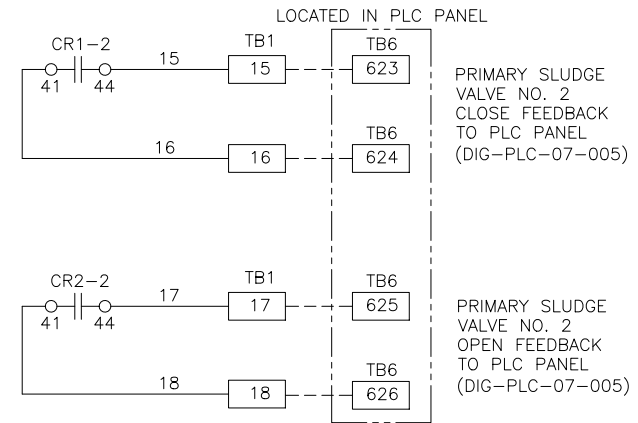 LOCATED IN PLC PANEL
CR1-2
15
TB1
TB6
41
44
15
623
PRIMARY SLUDGE
VALVE NO. 2
CLOSE FEEDBACK
TO PLC PANEL
(DIG-PLC-07-005)
16
TB6
16
624
CR2-2
17
TB1
TB6
41
44
17
625
PRIMARY SLUDGE
VALVE NO. 2
OPEN FEEDBACK
TO PLC PANEL
(DIG-PLC-07-005)
18
TB6
18
626